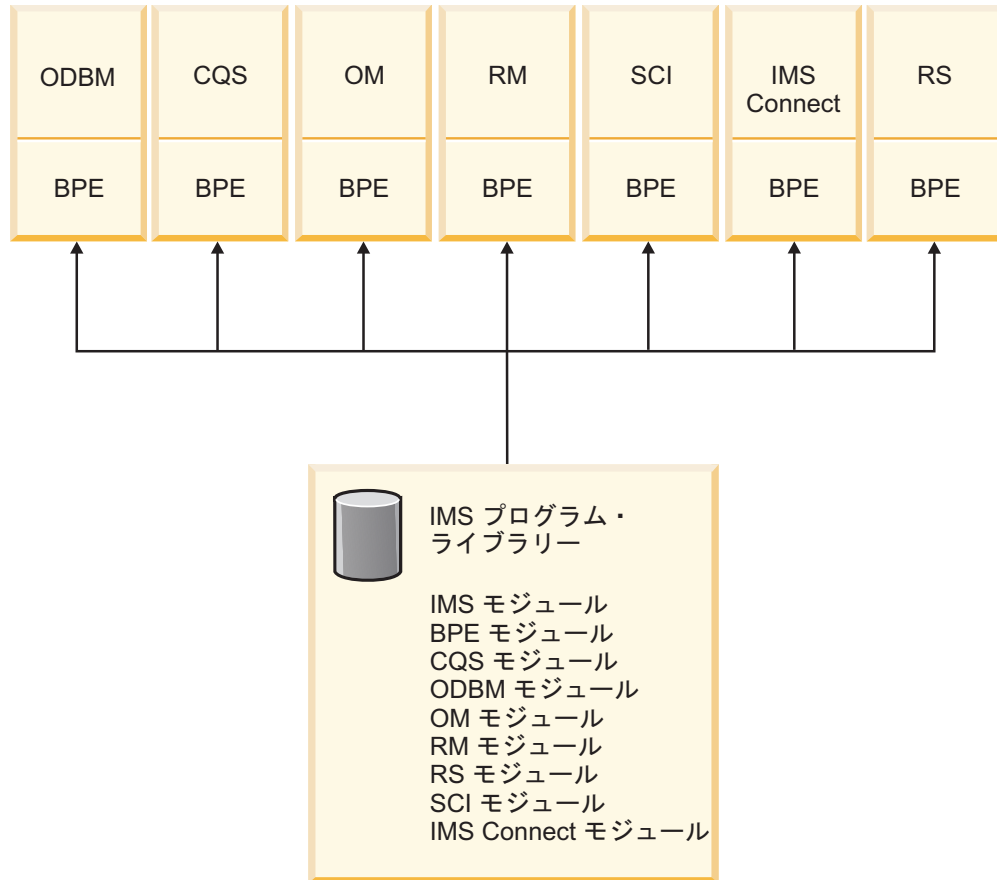 ODBM
CQS
OM
RM
SCI
IMS
Connect
RS
BPE
BPE
BPE
BPE
BPE
BPE
BPE
IMS プログラム・
ライブラリー
IMS モジュール
BPE モジュール
CQS モジュール
ODBM モジュール
OM モジュール
RM モジュール
RS モジュール
SCI モジュール
IMS Connect モジュール